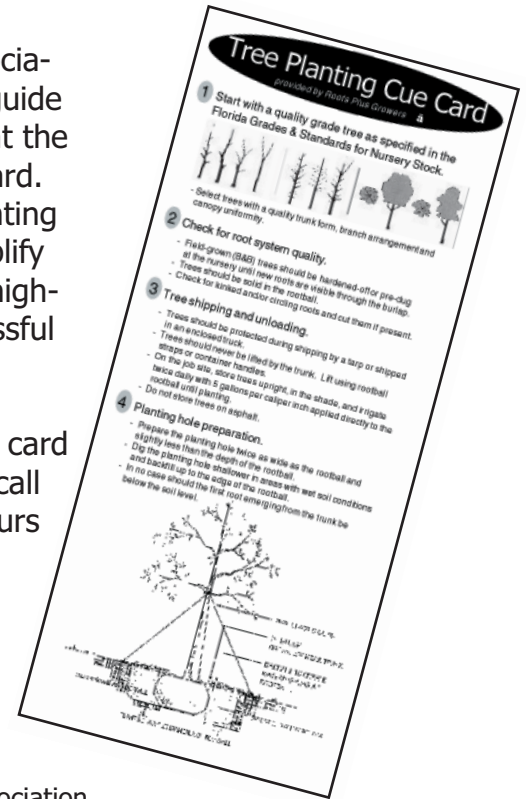 cia-
uide
t the
ard.
ting
plify
high-
ssful
card
call
urs
ociation
Tree Planting Cue Card
provided by Roots Plus Growers
1
Start with a quality grade tree as specified in the
Florida Grades & Standards for Nursery Stock.
- Select trees with a quality trunk form, branch arrangement and
canopy uniformity.
2
Check for root system quality.
- Field-grown (B&B) trees should be hardened-off or pre-dug
at the nursery until new roots are visible through the burlap.
- Trees should be solid in the rootball.
- Check for kinked and/or circling roots and cut them if present.
3
Tree shipping and unloading.
- Trees should be protected during shipping by a tarp or shipped
in an enclosed truck.
- Trees should never be lifted by the trunk. Lift using rootball
straps or container handles.
- On the job site, store trees upright, in the shade, and irrigate
twice daily with 5 gallons per caliper inch applied directly to the
rootball until planting.
- Do not store trees on asphalt.
4
Planting hole preparation.
- Prepare the planting hole twice as wide as the rootball and
slightly less than the depth of the rootball.
- Dig the planting hole shallower in areas with wet soil conditions
and backfill up to the edge of the rootball.
- In no case should the first root emerging from the trunk be
below the soil level.